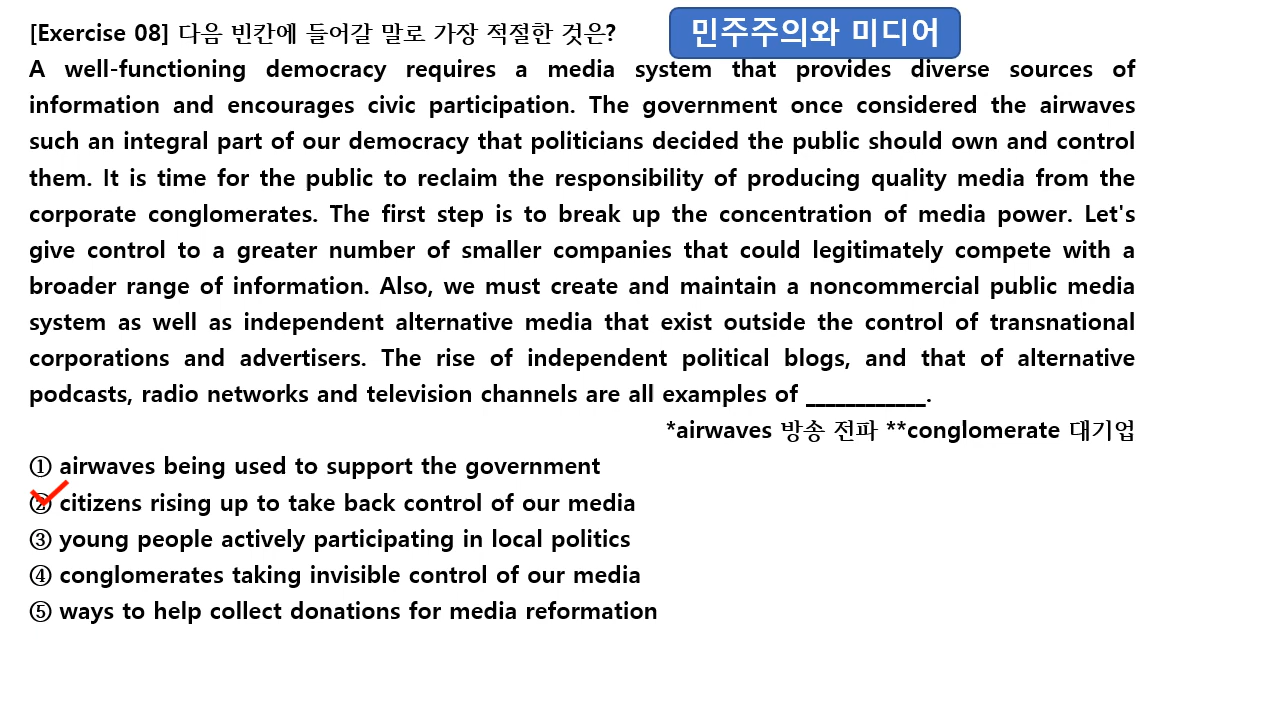 [Exercise 08] 다음 빈칸에 들어갈 말로 가장 적절한 것은?
민주주의와 미디어
A well-functioning democracy requires a media system that provides diverse sources of
information and encourages civic participation. The government once considered the airwaves
such an integral part of our democracy that politicians decided the public should own and control
them. It is time for the public to reclaim the responsibility of producing quality media from the
corporate conglomerates. The first step is to break up the concentration of media power. Let's
give control to a greater number of smaller companies that could legitimately compete with a
broader range of information. Also, we must create and maintain a noncommercial public media
system as well as independent alternative media that exist outside the control of transnational
corporations and advertisers. The rise of independent political blogs, and that of alternative
podcasts, radio networks and television channels are all examples of ____________.
*airwaves 방송 전파 **conglomerate 대기업
① airwaves being used to support the government
② citizens rising up to take back control of our media
③ young people actively participating in local politics
④ conglomerates taking invisible control of our media
⑤ ways to help collect donations for media reformation